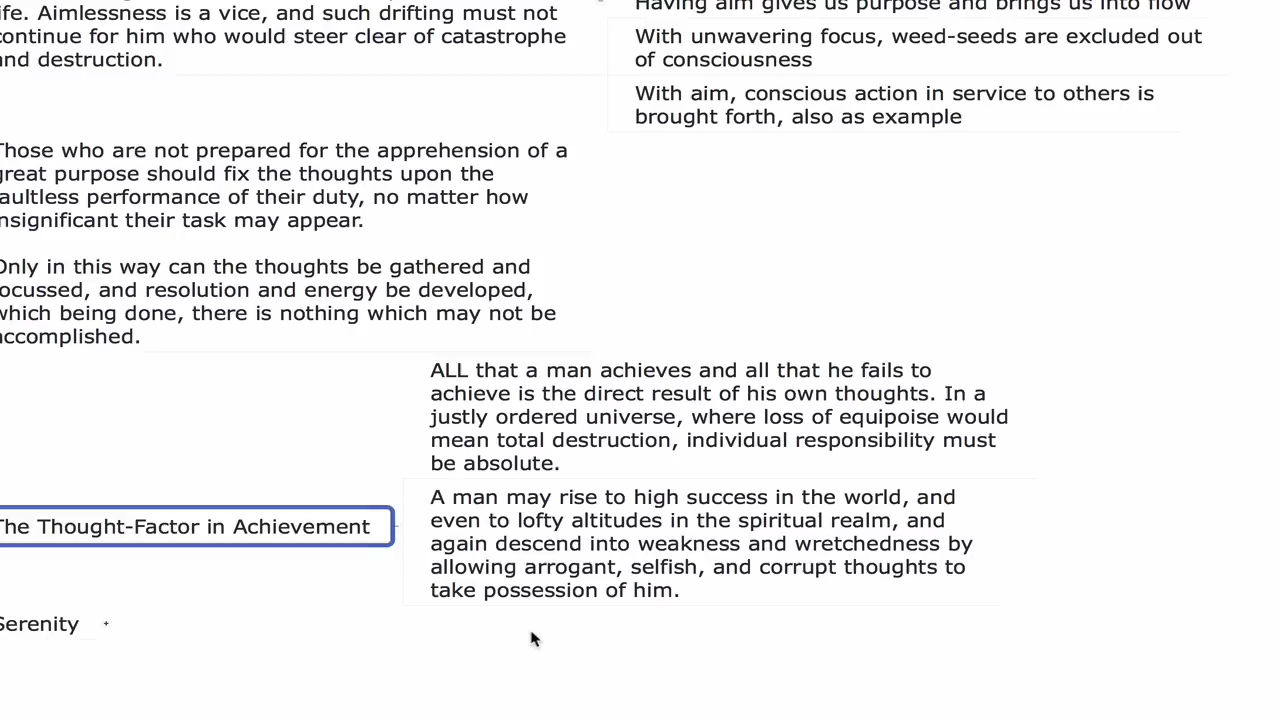 life. Aimlessness is a vice, and such drifting must not
continue for him who would steer clear of catastrophe
and destruction.
Having aim gives us purpose and brings us into flow
With unwavering focus, weed-seeds are excluded out
of consciousness
With aim, conscious action in service to others is
brought forth, also as example
Those who are not prepared for the apprehension of a
great purpose should fix the thoughts upon the
faultless performance of their duty, no matter how
insignificant their task may appear.
Only in this way can the thoughts be gathered and
focussed, and resolution and energy be developed,
which being done, there is nothing which may not be
accomplished.
ALL that a man achieves and all that he fails to
achieve is the direct result of his own thoughts. In a
justly ordered universe, where loss of equipoise would
mean total destruction, individual responsibility must
be absolute.
The Thought-Factor in Achievement
A man may rise to high success in the world, and
even to lofty altitudes in the spiritual realm, and
again descend into weakness and wretchedness by
allowing arrogant, selfish, and corrupt thoughts to
take possession of him.
Serenity